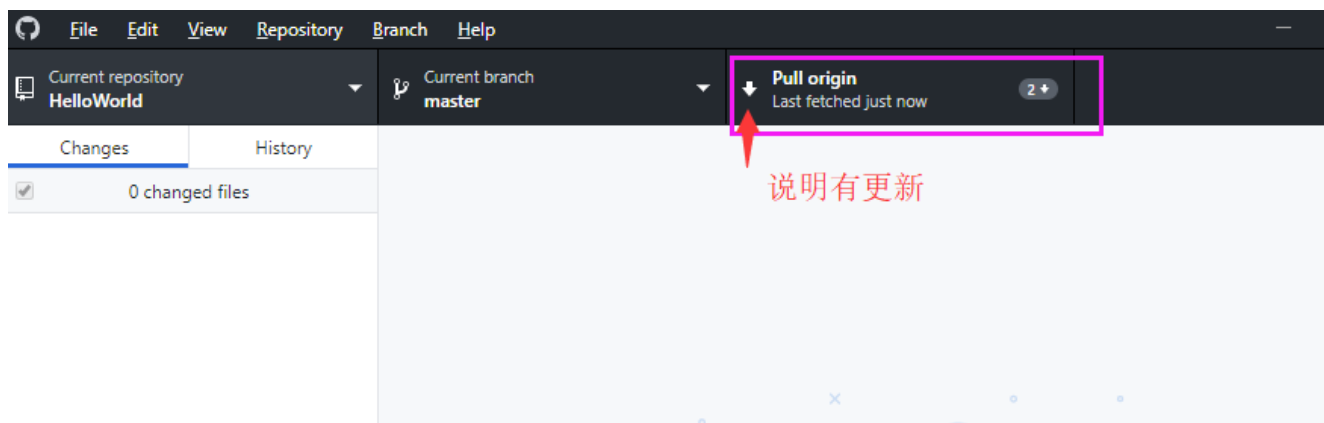 File Edit View Repository Branch Help
Current repository
HelloWorld
Current branch
master
Pull origin
Last fetched just now
2
Changes
History
0 changed files
说明有更新